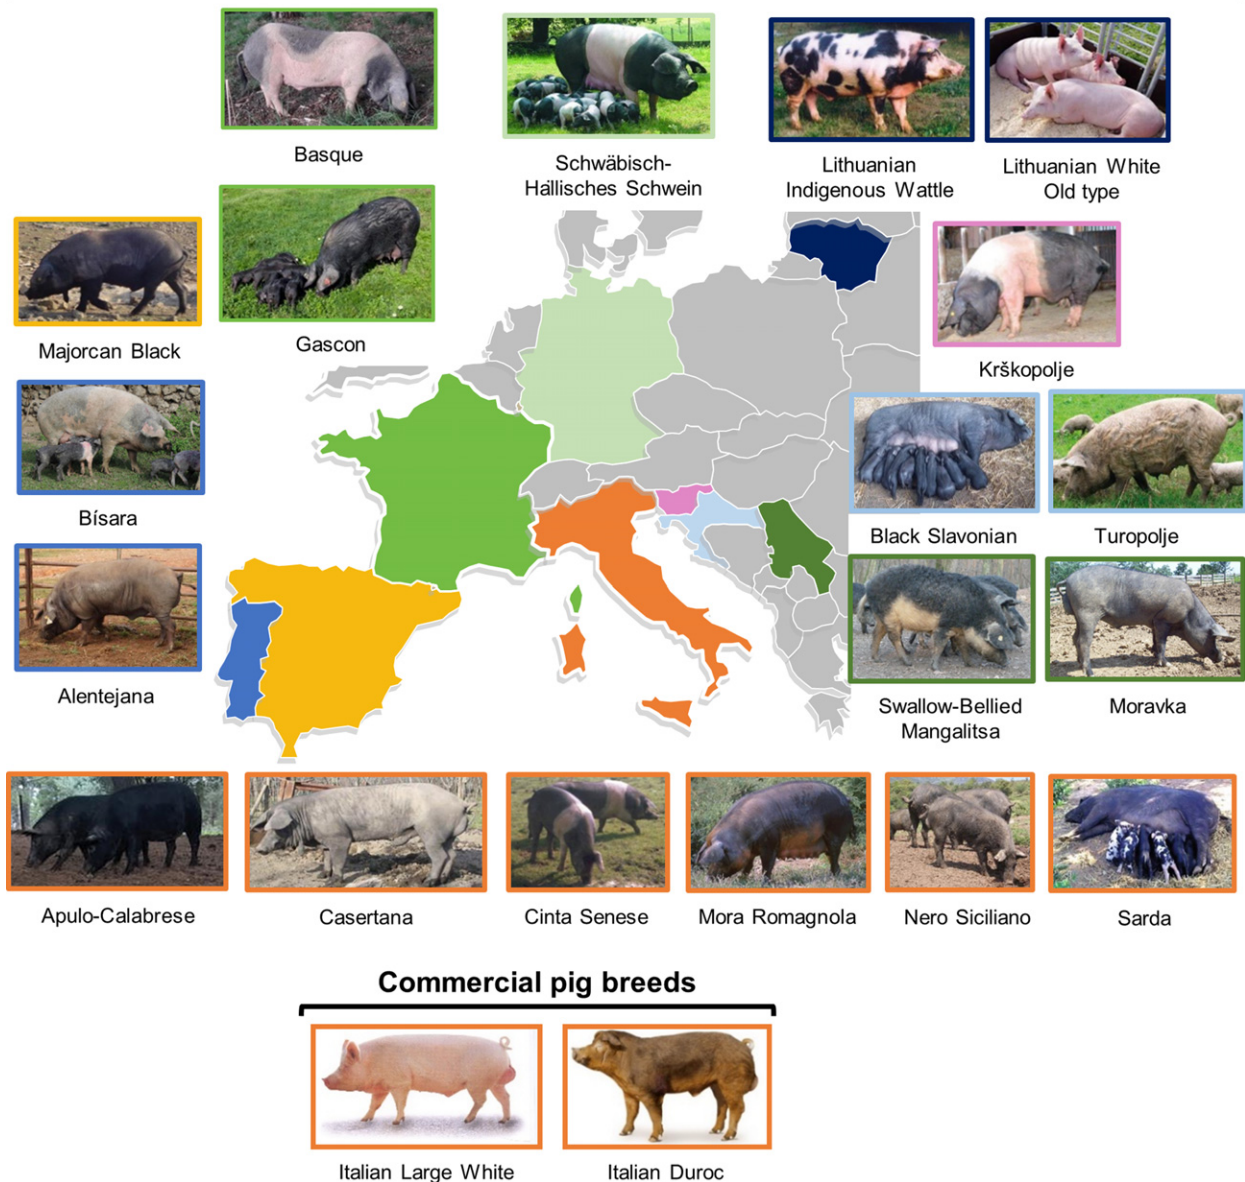 Basque
Schwäbisch-
Hällisches Schwein
Lithuanian
Indigenous Wattle
Lithuanian White
Old type
Majorcan Black
Gascon
Krškopolje
Bísara
Black Slavonian
Turopolje
Alentejana
Swallow-Bellied
Mangalitsa
Moravka
Apulo-Calabrese
Casertana
Cinta Senese
Mora Romagnola
Nero Siciliano
Sarda
Commercial pig breeds
Italian Large White
Italian Duroc